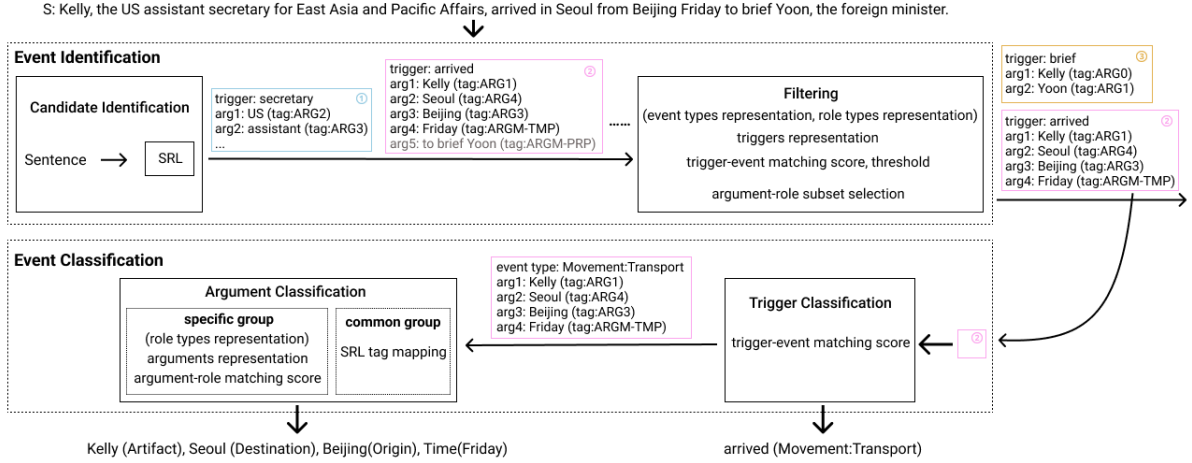 S: Kelly, the US assistant secretary for East Asia and Pacific Affairs, arrived in Seoul from Beijing Friday to brief Yoon, the foreign minister.
Event Identification
Candidate Identification
Sentence
SRL
trigger: secretary
①
arg1: US (tag:ARG2)
arg2: assistant (tag:ARG3)
...
trigger: arrived
②
arg1: Kelly (tag:ARG1)
arg2: Seoul (tag:ARG4)
arg3: Beijing (tag:ARG3)
arg4: Friday (tag:ARGM-TMP)
arg5: to brief Yoon (tag:ARGM-PRP)
......
Filtering
(event types representation, role types representation)
triggers representation
trigger-event matching score, threshold
argument-role subset selection
trigger: brief
③
arg1: Kelly (tag:ARG0)
arg2: Yoon (tag:ARG1)
trigger: arrived
②
arg1: Kelly (tag:ARG1)
arg2: Seoul (tag:ARG4)
arg3: Beijing (tag:ARG3)
arg4: Friday (tag:ARGM-TMP)
Event Classification
Argument Classification
specific group
(role types representation)
arguments representation
argument-role matching score
common group
SRL tag mapping
event type: Movement:Transport
arg1: Kelly (tag:ARG1)
arg2: Seoul (tag:ARG4)
arg3: Beijing (tag:ARG3)
arg4: Friday (tag:ARGM-TMP)
Trigger Classification
trigger-event matching score
②
Kelly (Artifact), Seoul (Destination), Beijing(Origin), Time(Friday)
arrived (Movement:Transport)